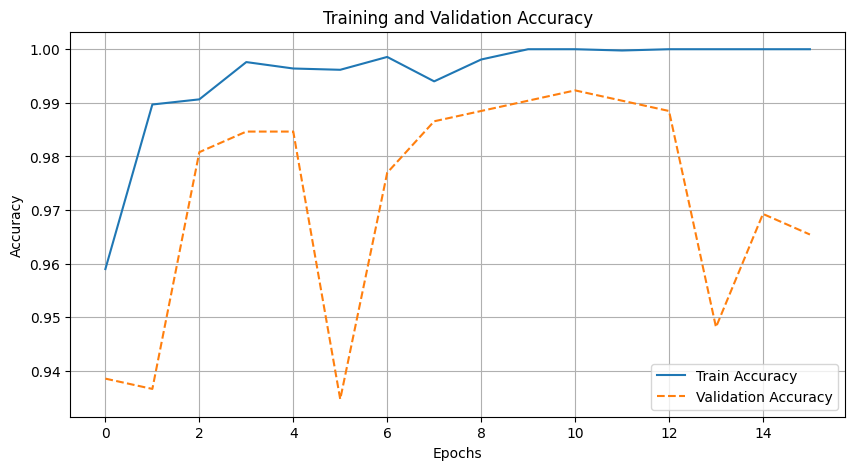 Training and Validation Accuracy
1.00
0.99
0.98
0.97
0.96
0.95
0.94
Accuracy
Train Accuracy
Validation Accuracy
0 2 4 6 8 10 12 14
Epochs